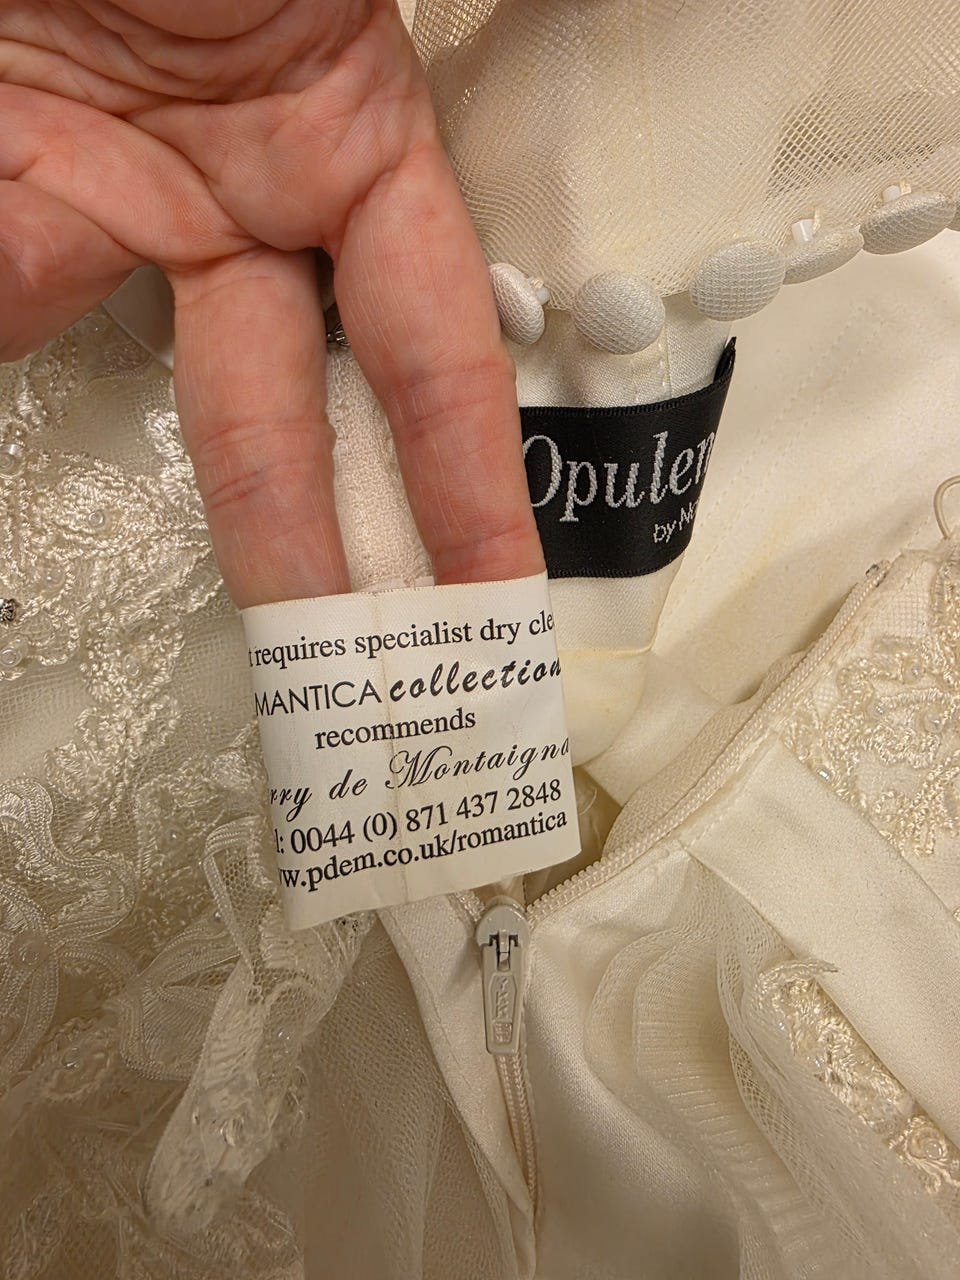 Opulen
by
t requires specialist dry cle
MANTICA collection
recommends
rry de Montaigna
l: 0044 (0) 871 437 2848
w.pdem.co.uk/romantica
YKK